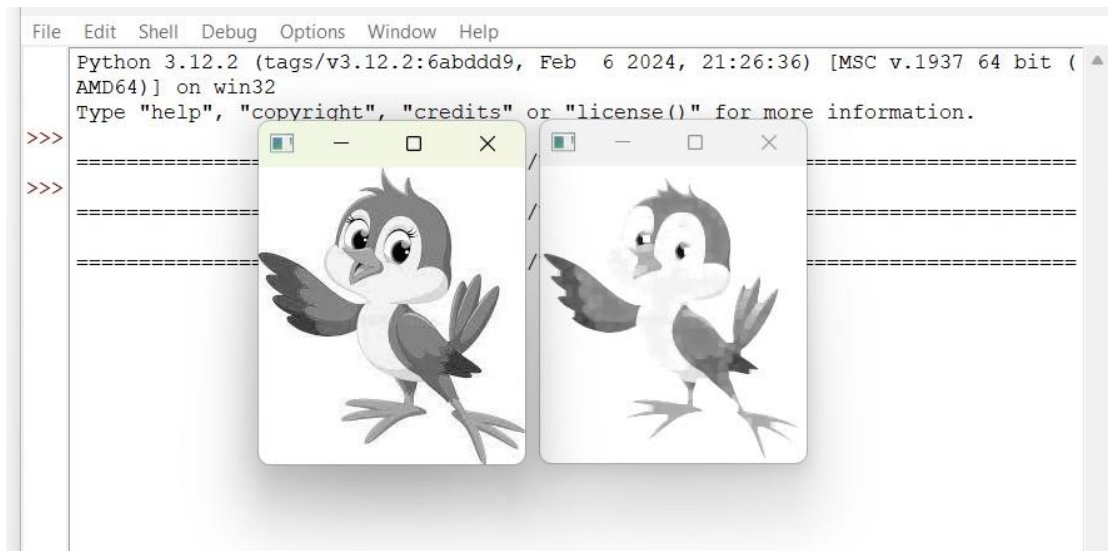 File Edit Shell Debug Options Window Help
Python 3.12.2 (tags/v3.12.2:6abddd9, Feb  6 2024, 21:26:36) [MSC v.1937 64 bit (
AMD64)] on win32
Type "help", "copyright", "credits" or "license()" for more information.
>>>
=============== / ======================
>>>
=============== / ======================
=============== / ======================